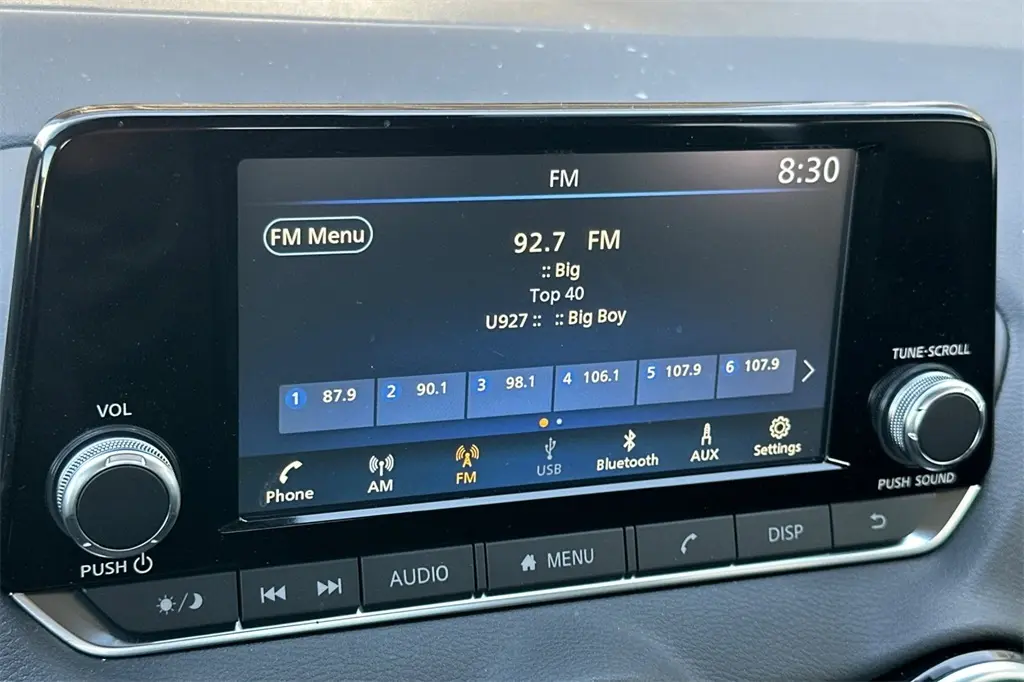 FM
8:30
FM Menu
92.7 FM
:: Big
Top 40
U927 :: :: Big Boy
1 87.9
2 90.1
3 98.1
4 106.1
5 107.9
6 107.9
Phone
AM
FM
USB
Bluetooth
AUX
Settings
VOL
PUSH
TUNE-SCROLL
PUSH SOUND
AUDIO
MENU
DISP